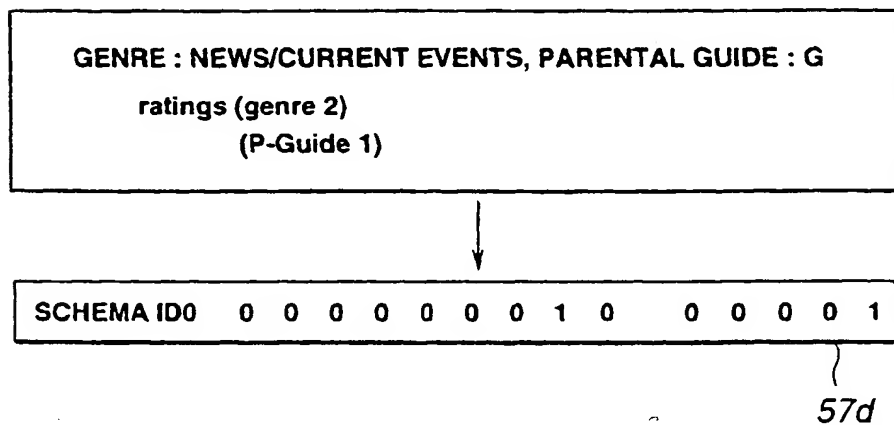 GENRE : NEWS/CURRENT EVENTS, PARENTAL GUIDE : G
ratings (genre 2)
(P-Guide 1)
SCHEMA ID0 0 0 0 0 0 0 0 1 0 0 0 0 0 1
57d